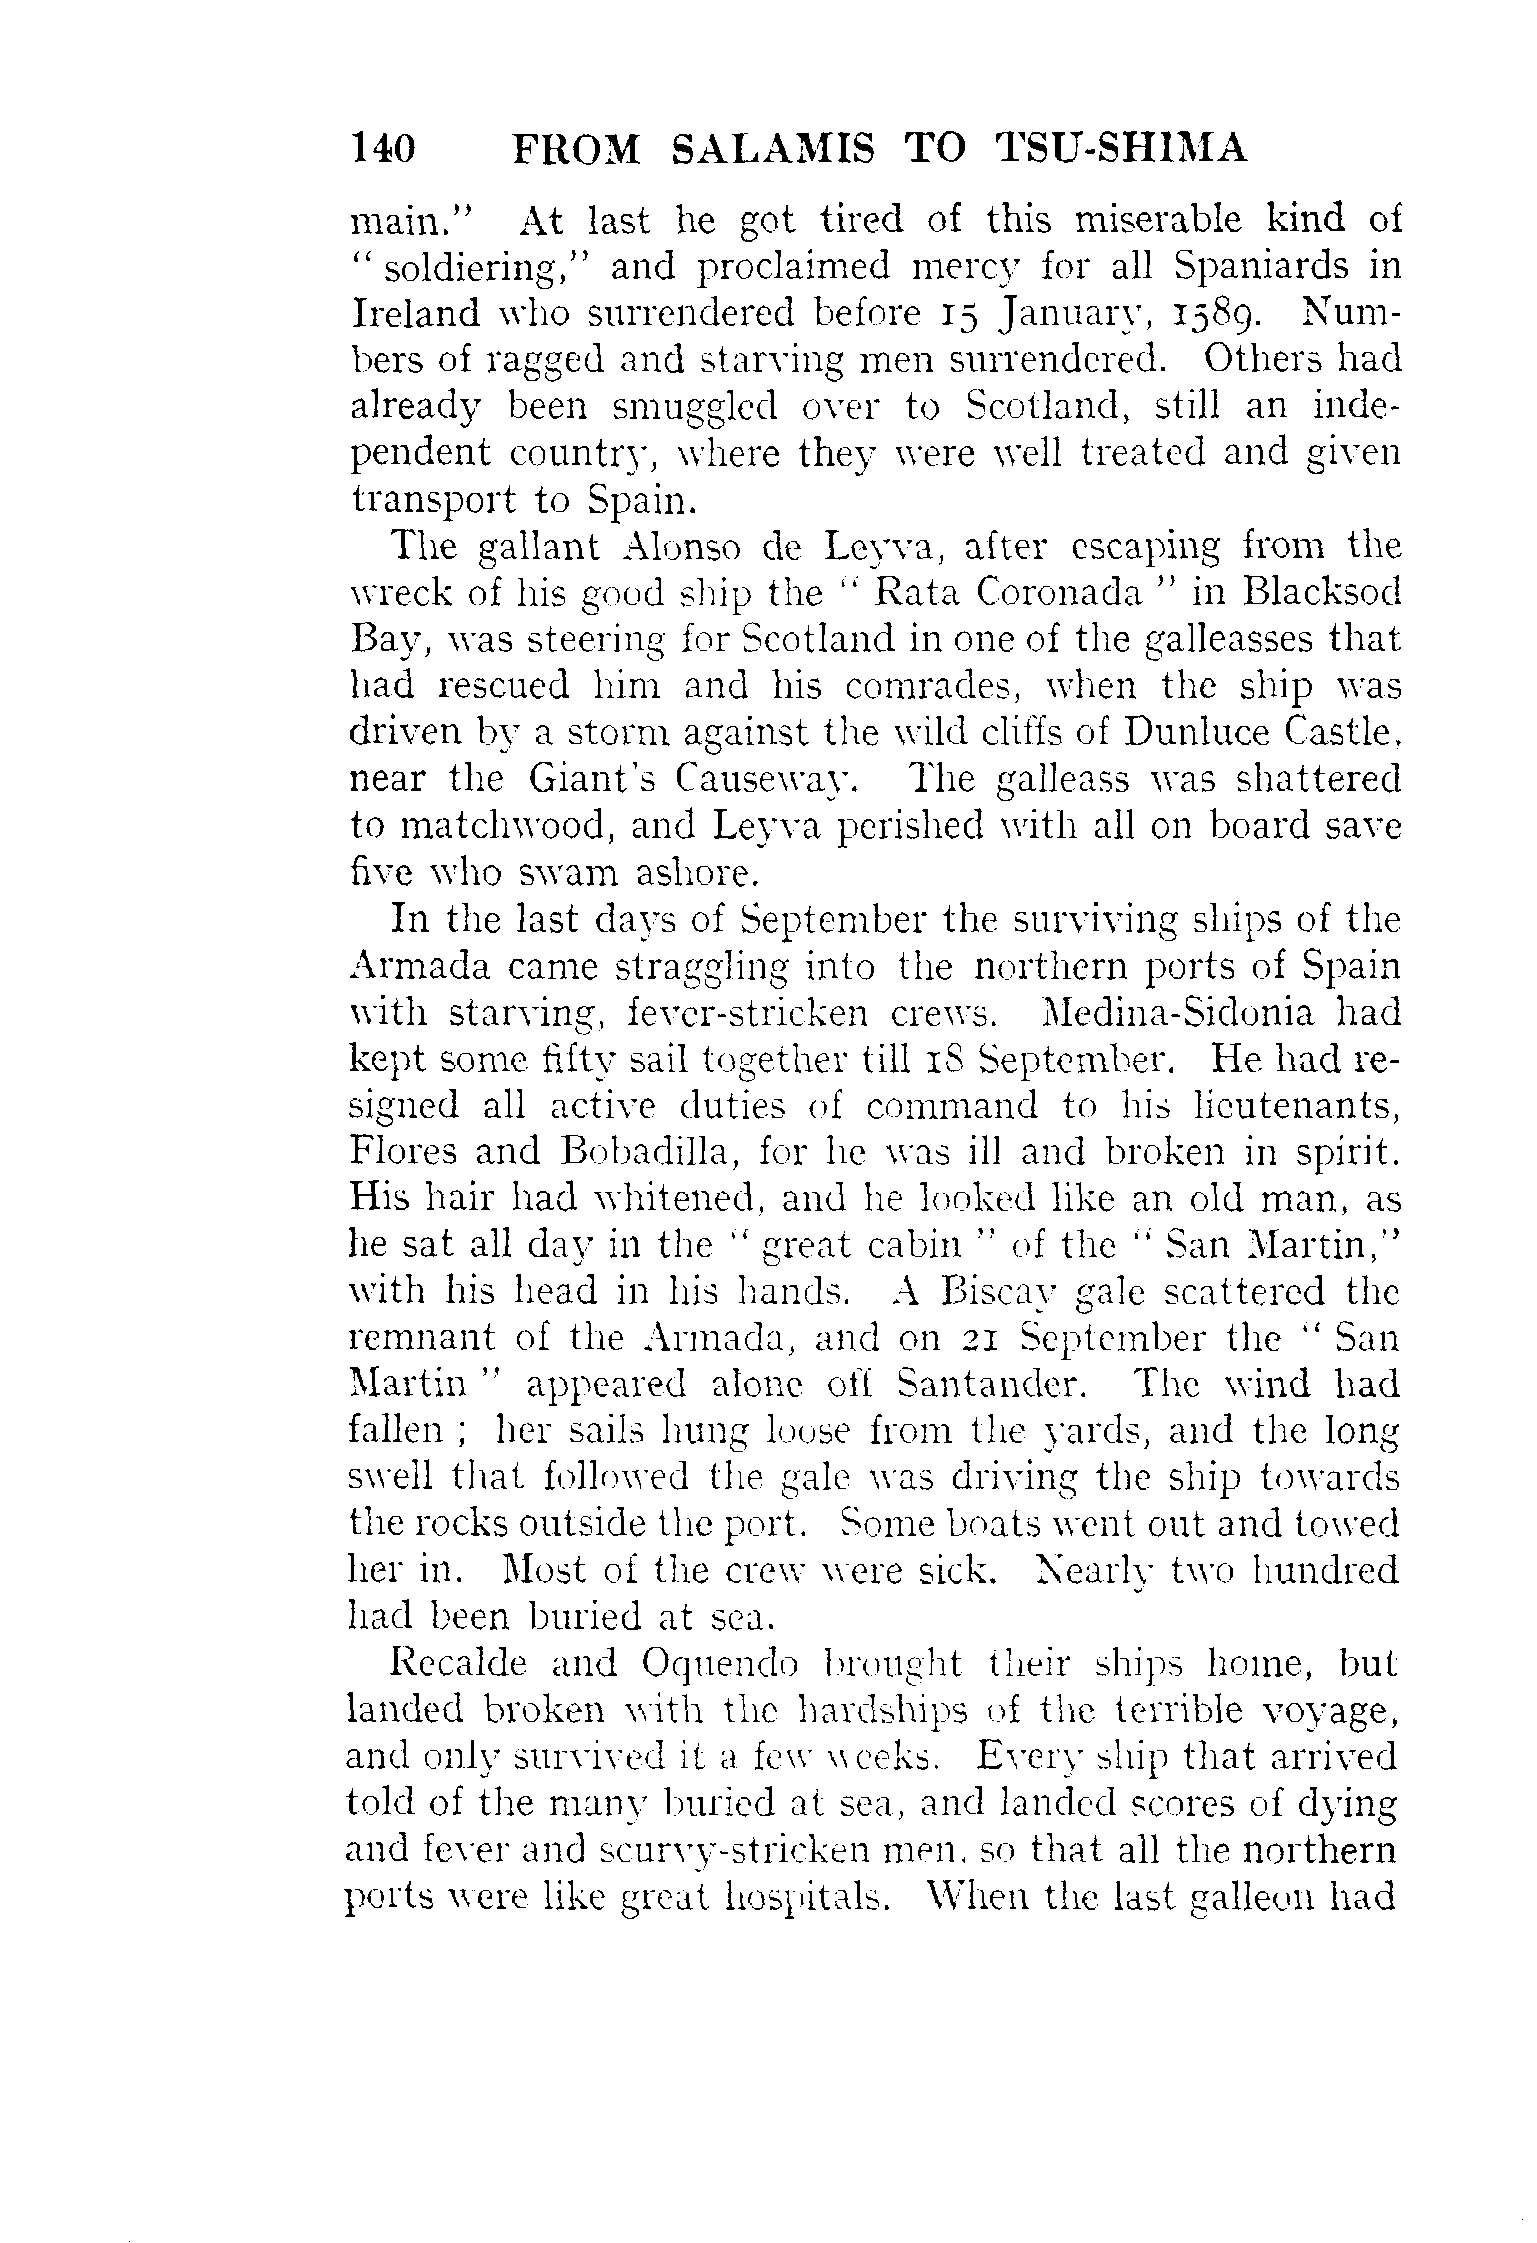 140 FROM SALAMIS TO TSU-SHIMA
main." At last he got tired of this miserable kind of
" soldiering," and proclaimed mercy for all Spaniards in
Ireland who surrendered before 15 January, 1589. Num-
bers of ragged and starving men surrendered. Others had
already been smuggled over to Scotland, still an inde-
pendent country, where they were well treated and given
transport to Spain.
The gallant Alonso de Leyva, after escaping from the
wreck of his good ship the " Rata Coronada " in Blacksod
Bay, was steering for Scotland in one of the galleasses that
had rescued him and his comrades, when the ship was
driven by a storm against the wild cliffs of Dunluce Castle,
near the Giant's Causeway. The galleass was shattered
to matchwood, and Leyva perished with all on board save
five who swam ashore.
In the last days of September the surviving ships of the
Armada came straggling into the northern ports of Spain
with starving, fever-stricken crews. Medina-Sidonia had
kept some fifty sail together till 18 September. He had re-
signed all active duties of command to his lieutenants,
Flores and Bobadilla, for he was ill and broken in spirit.
His hair had whitened, and he looked like an old man, as
he sat all day in the " great cabin " of the " San Martin,"
with his head in his hands. A Biscay gale scattered the
remnant of the Armada, and on 21 September the " San
Martin " appeared alone off Santander. The wind had
fallen ; her sails hung loose from the yards, and the long
swell that followed the gale was driving the ship towards
the rocks outside the port. Some boats went out and towed
her in. Most of the crew were sick. Nearly two hundred
had been buried at sea.
Recalde and Oquendo brought their ships home, but
landed broken with the hardships of the terrible voyage,
and only survived it a few weeks. Every ship that arrived
told of the many buried at sea, and landed scores of dying
and fever and scurvy-stricken men, so that all the northern
ports were like great hospitals. When the last galleon had